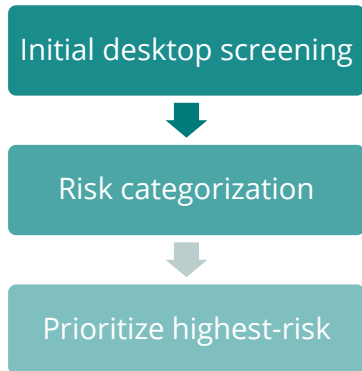 Initial desktop screening
Risk categorization
Prioritize highest-risk